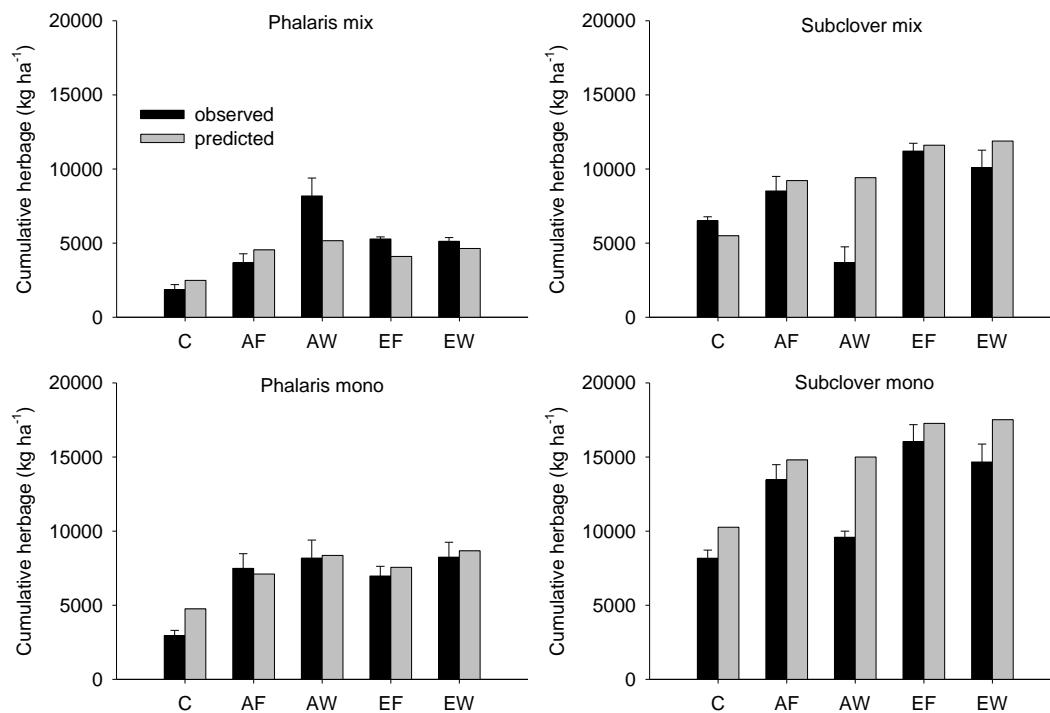 Phalaris mix
Cumulative herbage (kg ha⁻¹)
20000
15000
10000
5000
0
observed
predicted
C AF AW EF EW
Subclover mix
Cumulative herbage (kg ha⁻¹)
20000
15000
10000
5000
0
C AF AW EF EW
Phalaris mono
Cumulative herbage (kg ha⁻¹)
20000
15000
10000
5000
0
C AF AW EF EW
Subclover mono
Cumulative herbage (kg ha⁻¹)
20000
15000
10000
5000
0
C AF AW EF EW